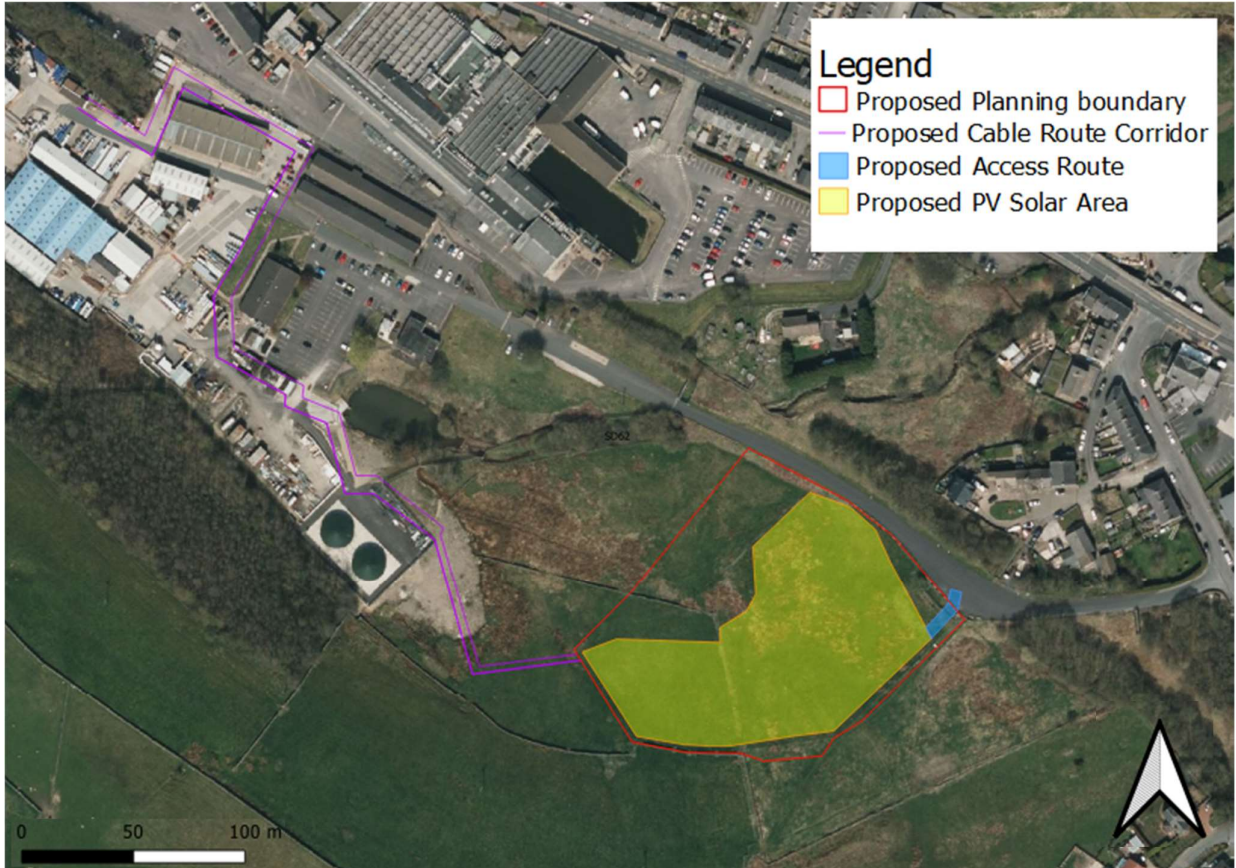 Legend
Proposed Planning boundary
Proposed Cable Route Corridor
Proposed Access Route
Proposed PV Solar Area
SD62
0 50 100 m